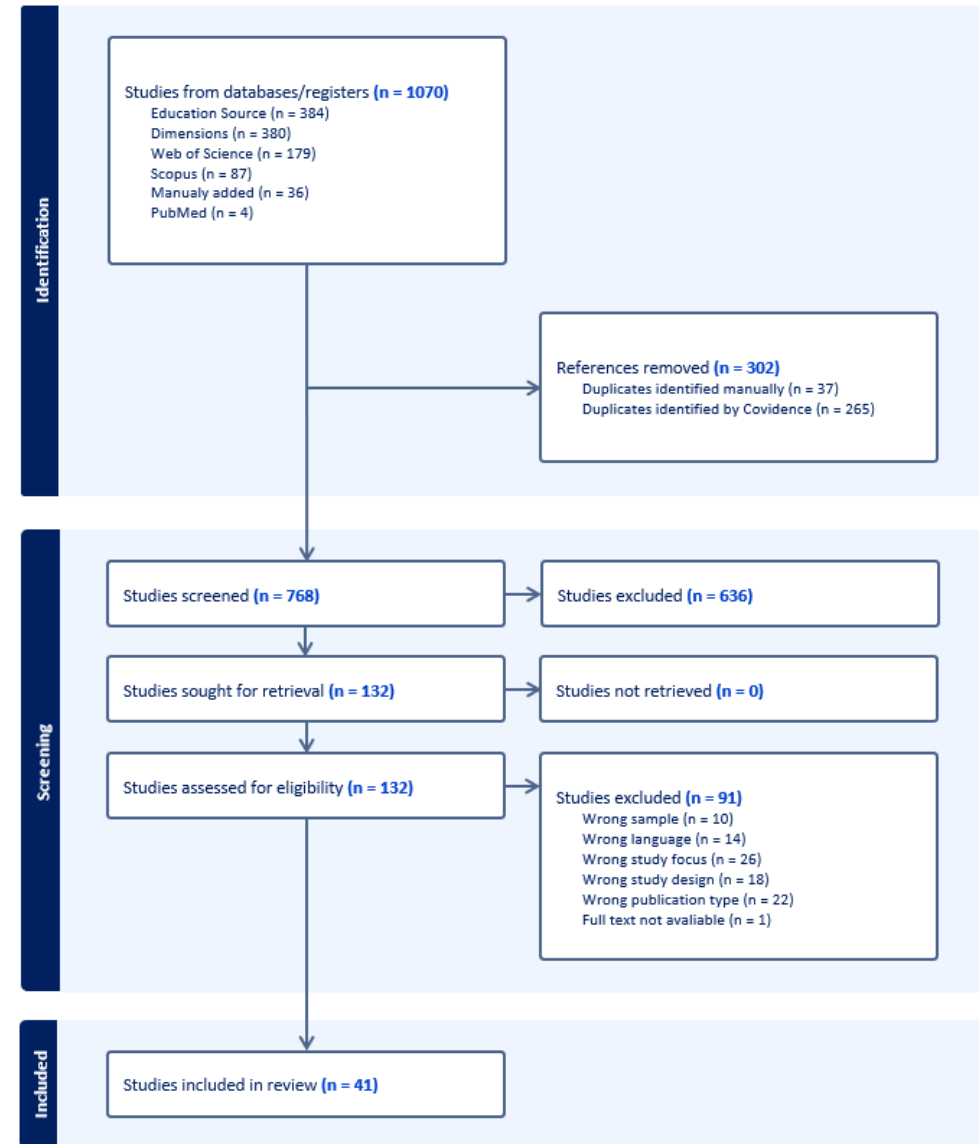 Identification
Studies from databases/registers (n = 1070)
Education Source (n = 384)
Dimensions (n = 380)
Web of Science (n = 179)
Scopus (n = 87)
Manualy added (n = 36)
PubMed (n = 4)
References removed (n = 302)
Duplicates identified manually (n = 37)
Duplicates identified by Covidence (n = 265)
Screening
Studies screened (n = 768)
Studies excluded (n = 636)
Studies sought for retrieval (n = 132)
Studies not retrieved (n = 0)
Studies assessed for eligibility (n = 132)
Studies excluded (n = 91)
Wrong sample (n = 10)
Wrong language (n = 14)
Wrong study focus (n = 26)
Wrong study design (n = 18)
Wrong publication type (n = 22)
Full text not avaliable (n = 1)
Included
Studies included in review (n = 41)